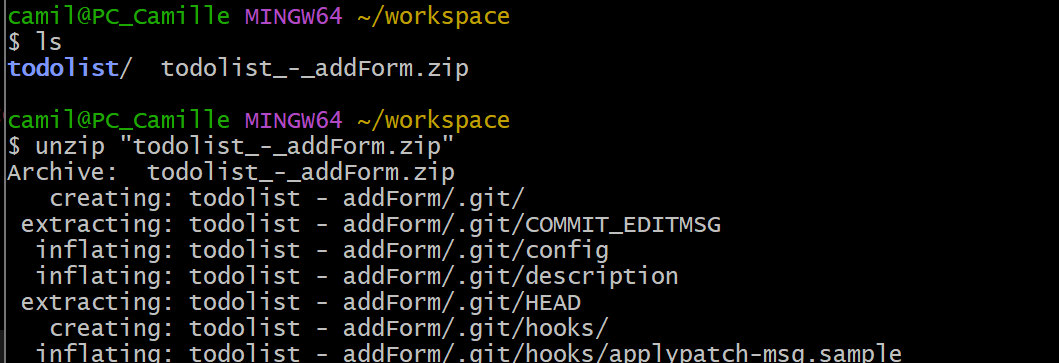 camil@PC_Camille MINGW64 ~/workspace
$ ls
todolist/  todolist_-_addForm.zip
camil@PC_Camille MINGW64 ~/workspace
$ unzip "todolist_-_addForm.zip"
Archive:  todolist_-_addForm.zip
   creating: todolist - addForm/.git/
 extracting: todolist - addForm/.git/COMMIT_EDITMSG
  inflating: todolist - addForm/.git/config
  inflating: todolist - addForm/.git/description
 extracting: todolist - addForm/.git/HEAD
   creating: todolist - addForm/.git/hooks/
  inflating: todolist - addForm/.git/hooks/applypatch-msg.sample